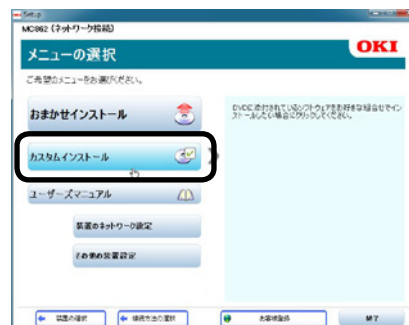 Setup
MC862 (ネットワーク接続)
メニューの選択
OKI
ご希望のメニューをお選びください。
おまかせインストール
DVDに添付されているソフトウェアをお好きな組合せでインストールしたい場合にクリックしてください。
カスタムインストール
ユーザーズマニュアル
装置のネットワーク設定
その他の装置設定
装置の選択
接続方法の選択
お客様登録
終了